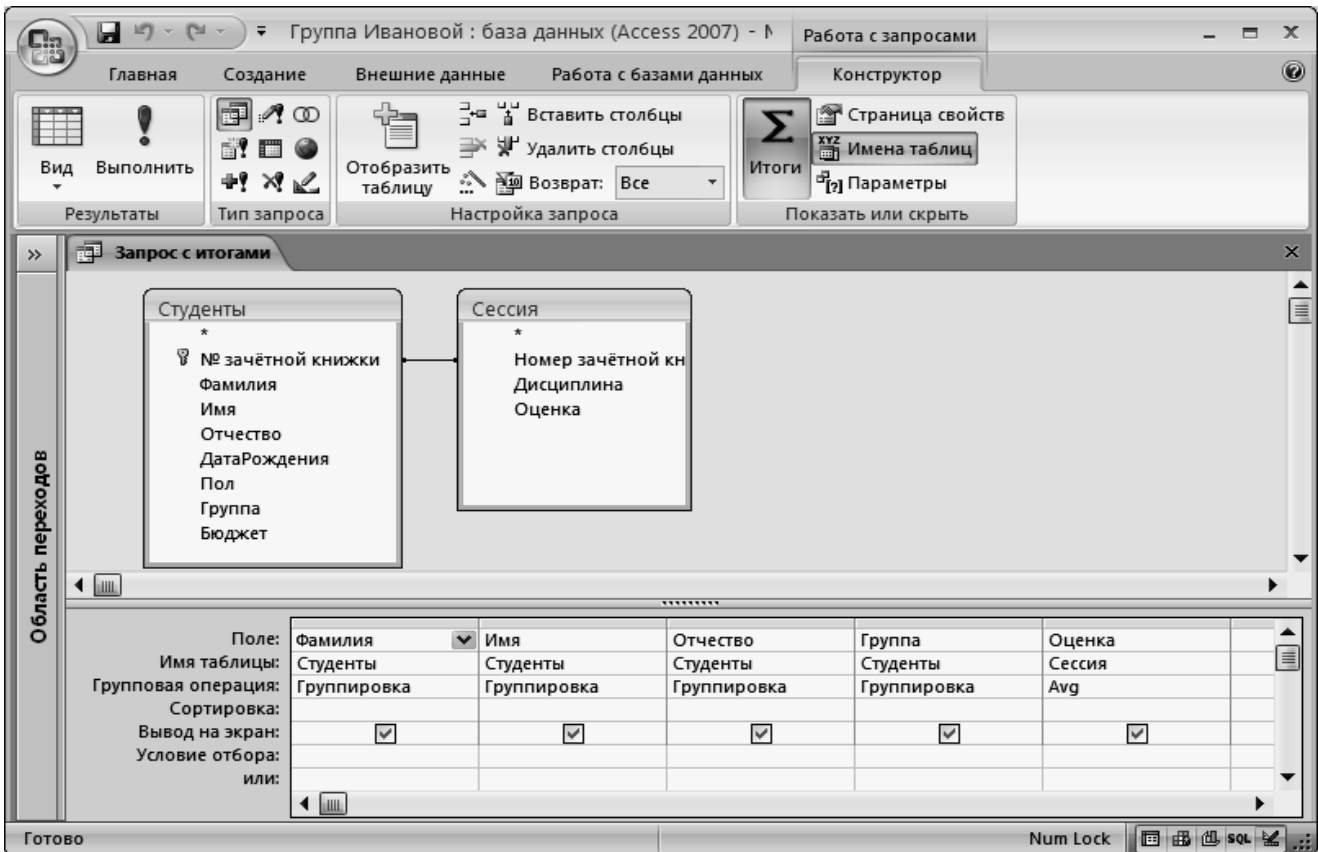 Группа Ивановой : база данных (Access 2007) - М
Работа с запросами
Главная Создание Внешние данные Работа с базами данных Конструктор
Вид
Выполнить
Результаты
Тип запроса
Отобразить таблицу
Вставить столбцы
Удалить столбцы
Возврат: Все
Настройка запроса
Итоги
Страница свойств
Имена таблиц
Параметры
Показать или скрыть
Запрос с итогами
Область переходов
Студенты
*
№ зачётной книжки
Фамилия
Имя
Отчество
ДатаРождения
Пол
Группа
Бюджет
Сессия
*
Номер зачётной кн
Дисциплина
Оценка
Поле: Фамилия Имя Отчество Группа Оценка
Имя таблицы: Студенты Студенты Студенты Студенты Сессия
Групповая операция: Группировка Группировка Группировка Группировка Avg
Сортировка:
Вывод на экран:
Условие отбора:
или:
Готово Num Lock SQL